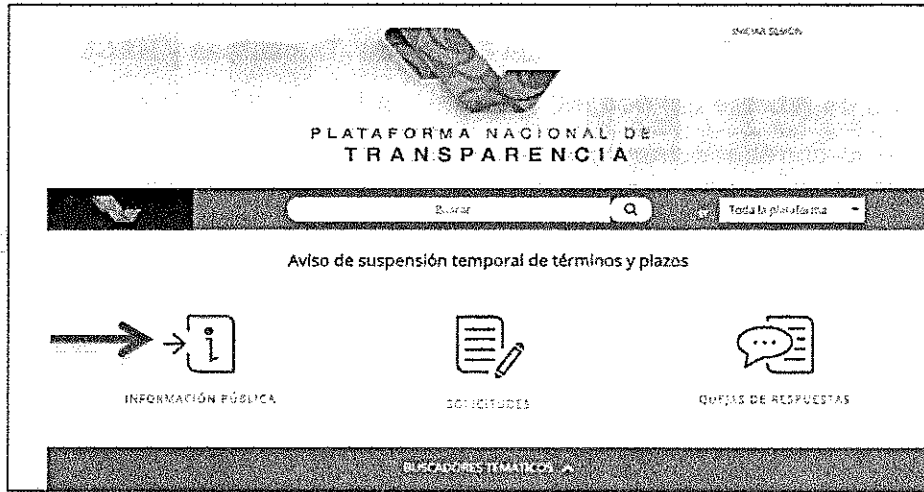 INICIAR SESIÓN
PLATAFORMA NACIONAL DE
TRANSPARENCIA
Buscar
Toda la plataforma
Aviso de suspensión temporal de términos y plazos
INFORMACIÓN PÚBLICA
SOLICITUDES
QUEJAS DE RESPUESTAS
BUSCADORES TEMÁTICOS